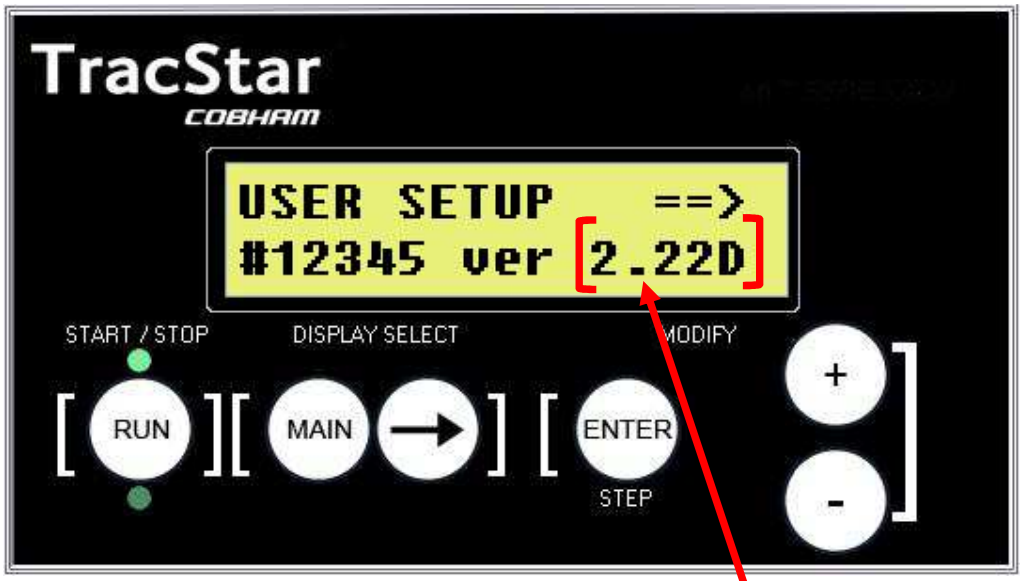 TracStar
COBHAM
USER SETUP ==>
#12345 ver 2.22D
START / STOP
DISPLAY SELECT
MODIFY
RUN
MAIN
ENTER
STEP
+
-